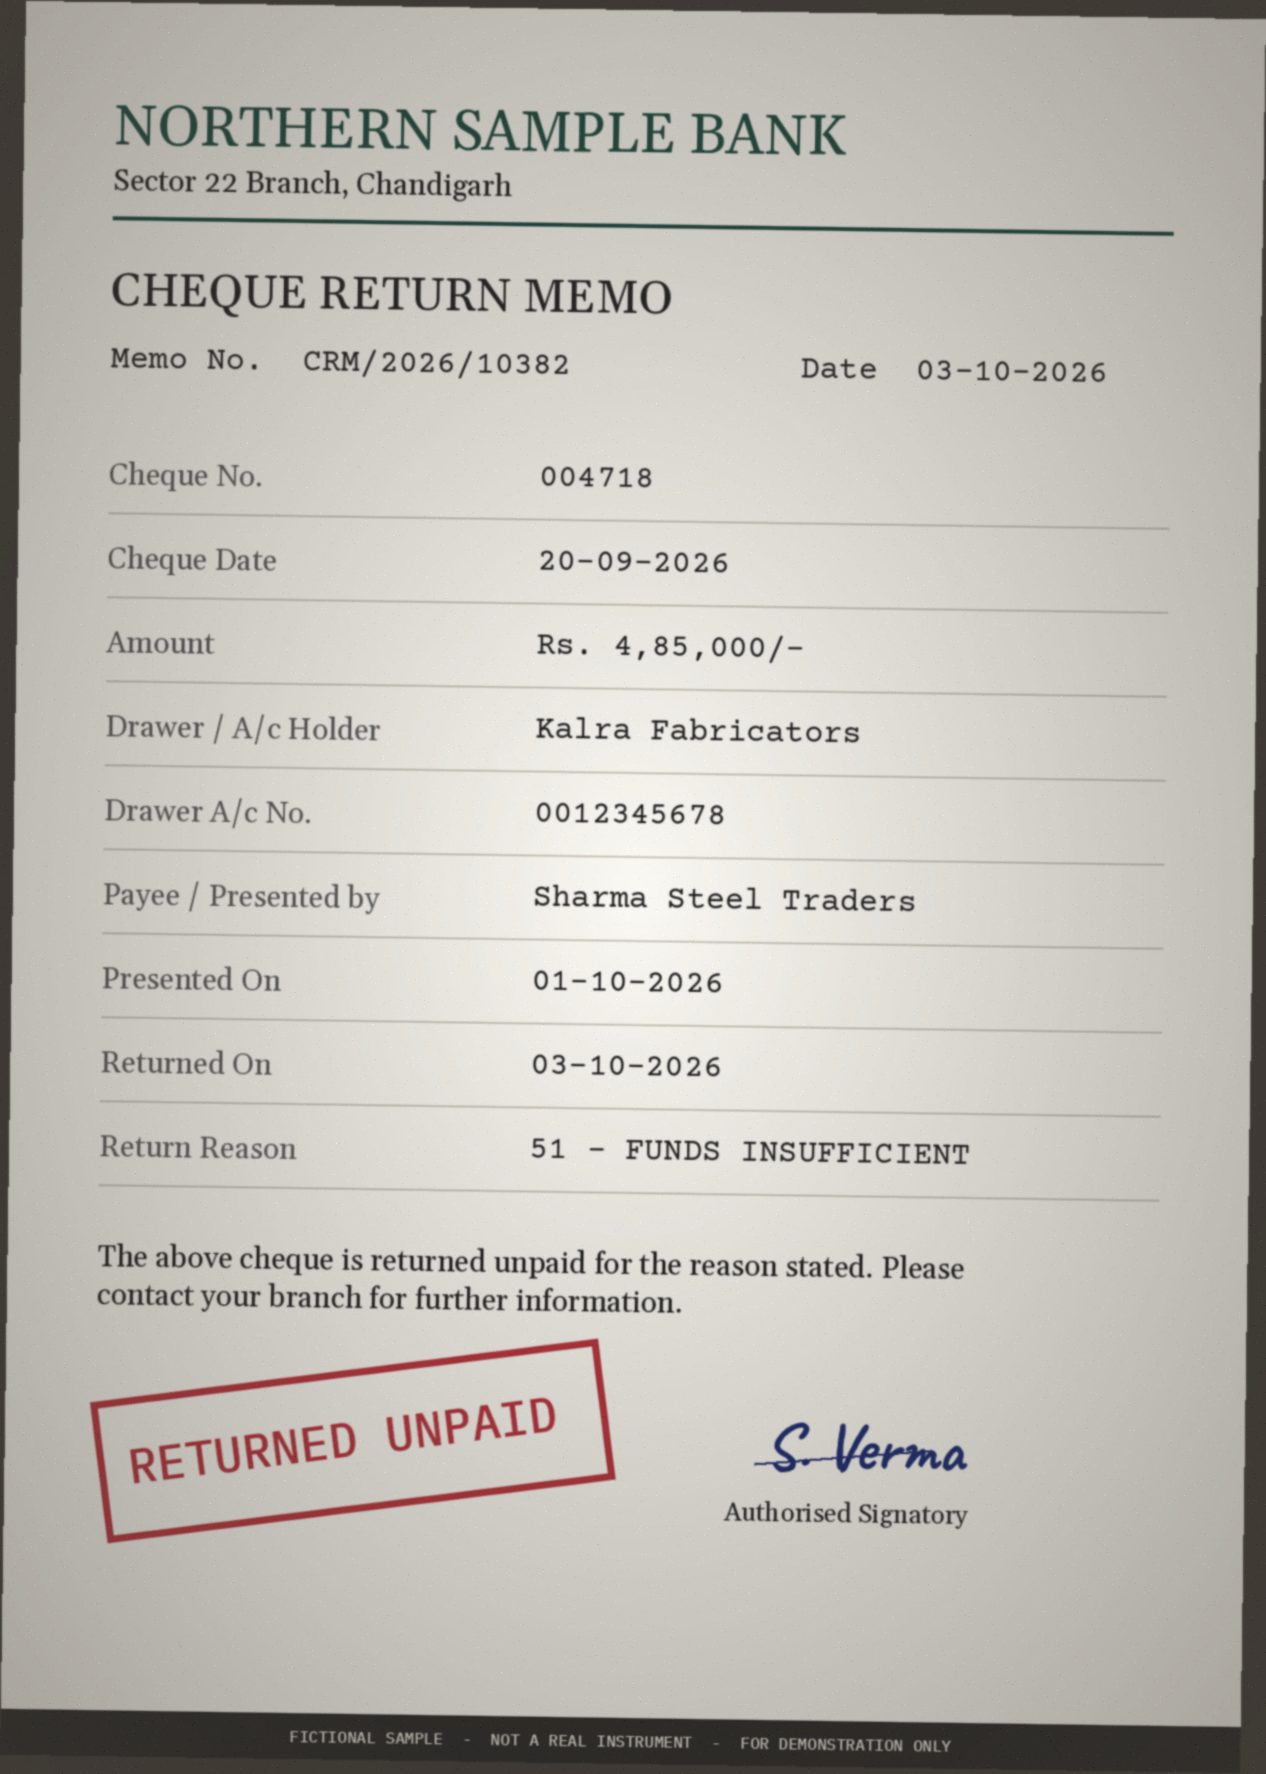 NORTHERN SAMPLE BANK
Sector 22 Branch, Chandigarh
CHEQUE RETURN MEMO
Memo No. CRM/2026/10382 Date 03-10-2026
Cheque No. 004718
Cheque Date 20-09-2026
Amount Rs. 4,85,000/-
Drawer / A/c Holder Kalra Fabricators
Drawer A/c No. 0012345678
Payee / Presented by Sharma Steel Traders
Presented On 01-10-2026
Returned On 03-10-2026
Return Reason 51 - FUNDS INSUFFICIENT
The above cheque is returned unpaid for the reason stated. Please
contact your branch for further information.
RETURNED UNPAID
S. Verma
Authorised Signatory
FICTIONAL SAMPLE - NOT A REAL INSTRUMENT - FOR DEMONSTRATION ONLY